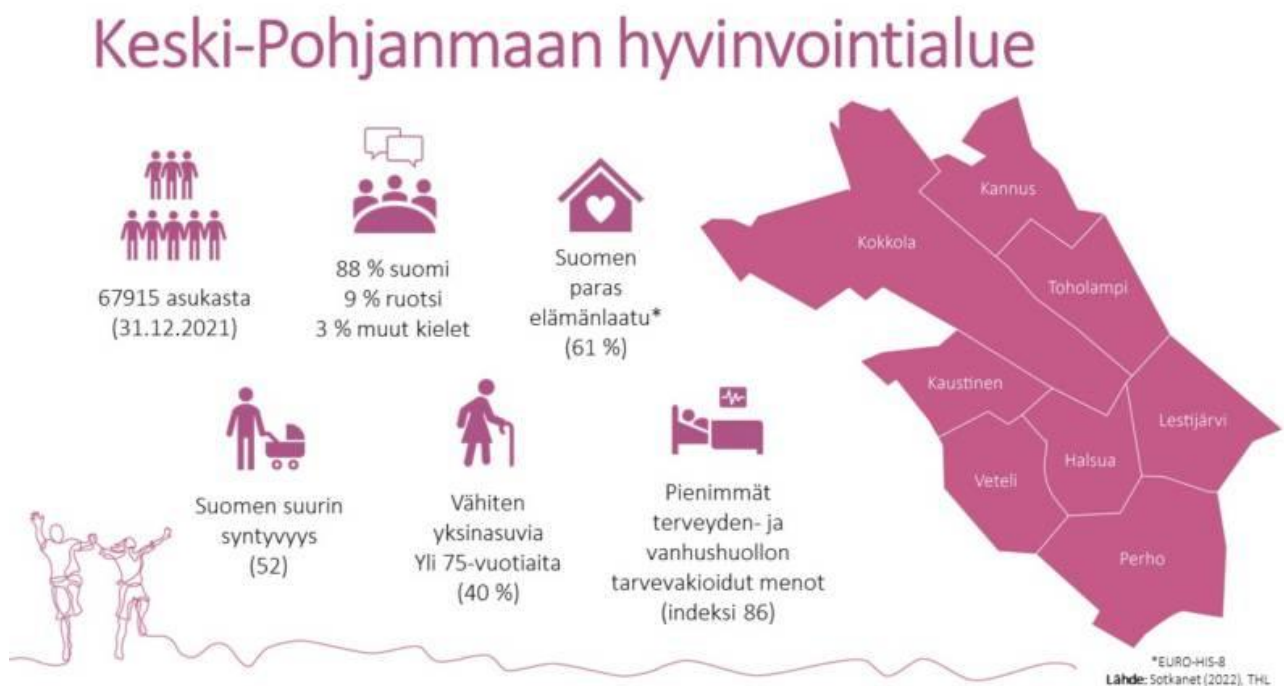 Keski-Pohjanmaan hyvinvointialue
67915 asukasta
(31.12.2021)
88 % suomi
9 % ruotsi
3 % muut kielet
Suomen
paras
elämänlaatu*
(61 %)
Suomen suurin
syntyvyys
(52)
Vähiten
yksinasuvia
Yli 75-vuotiaita
(40 %)
Pienimmät
terveyden- ja
vanhushuollon
tarvevakioidut menot
(indeksi 86)
Kannus
Kokkola
Toholampi
Kaustinen
Lestijärvi
Halsua
Veteli
Perho
*EURO-HIS-8
Lähde: Sotkanet (2022), THL